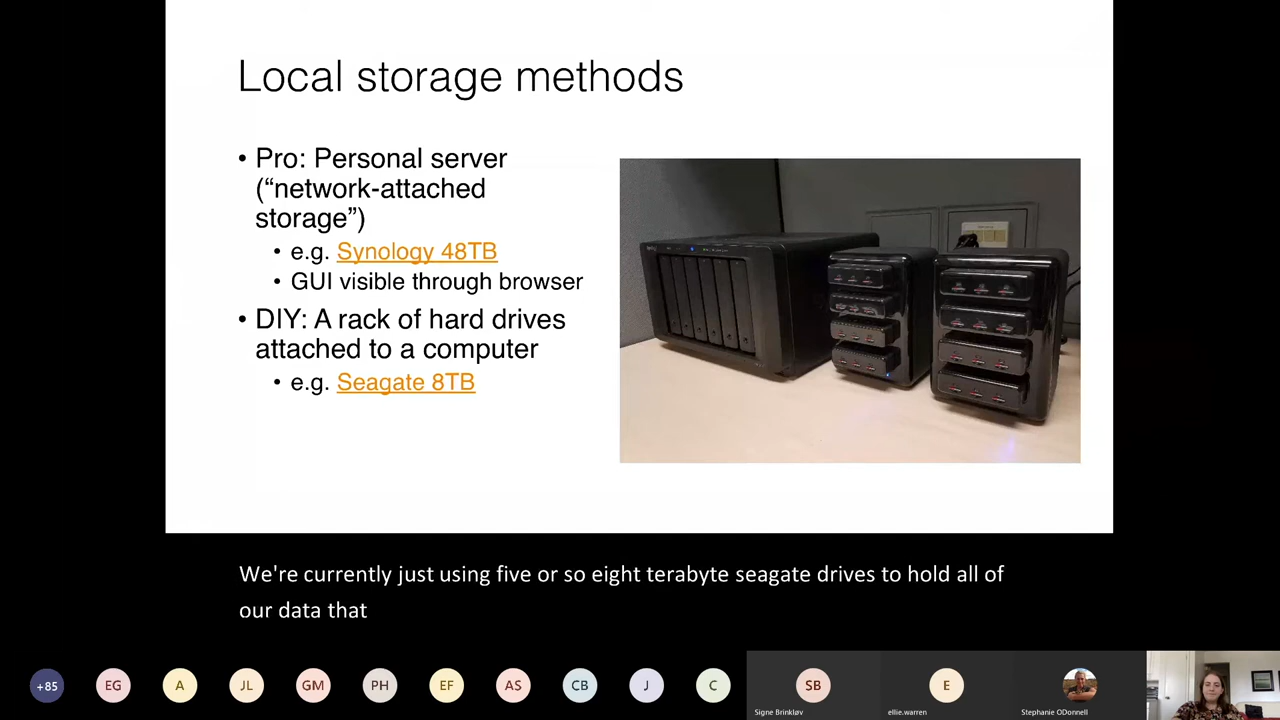 Local storage methods
• Pro: Personal server
(“network-attached
storage”)
• e.g. Synology 48TB
• GUI visible through browser
• DIY: A rack of hard drives
attached to a computer
• e.g. Seagate 8TB
We're currently just using five or so eight terabyte seagate drives to hold all of
our data that
+85
EG
A
JL
GM
PH
EF
AS
CB
J
C
SB
E
Signe Brinkløv
ellie.warren
Stephanie ODonnell